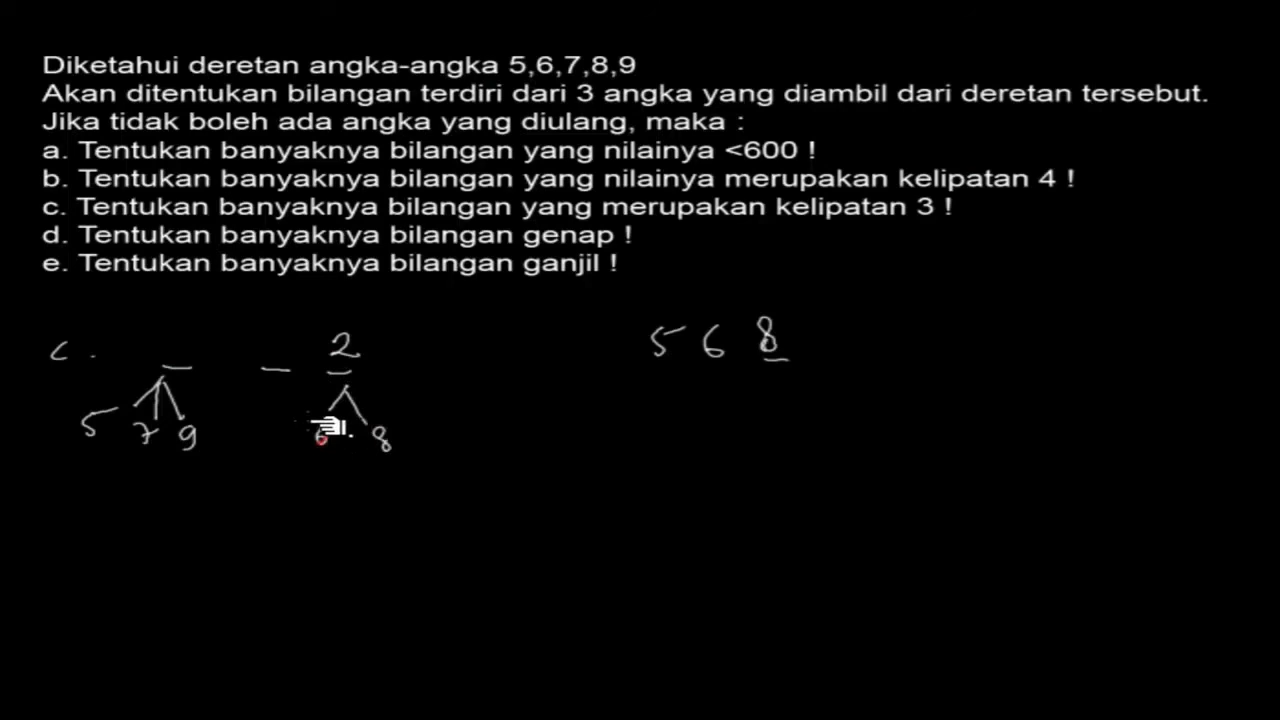 Diketahui deretan angka-angka 5,6,7,8,9
Akan ditentukan bilangan terdiri dari 3 angka yang diambil dari deretan tersebut.
Jika tidak boleh ada angka yang diulang, maka :
a. Tentukan banyaknya bilangan yang nilainya <600 !
b. Tentukan banyaknya bilangan yang nilainya merupakan kelipatan 4 !
c. Tentukan banyaknya bilangan yang merupakan kelipatan 3 !
d. Tentukan banyaknya bilangan genap !
e. Tentukan banyaknya bilangan ganjil !
c. _ _ 2 5 6 8
5 7 9 6 8